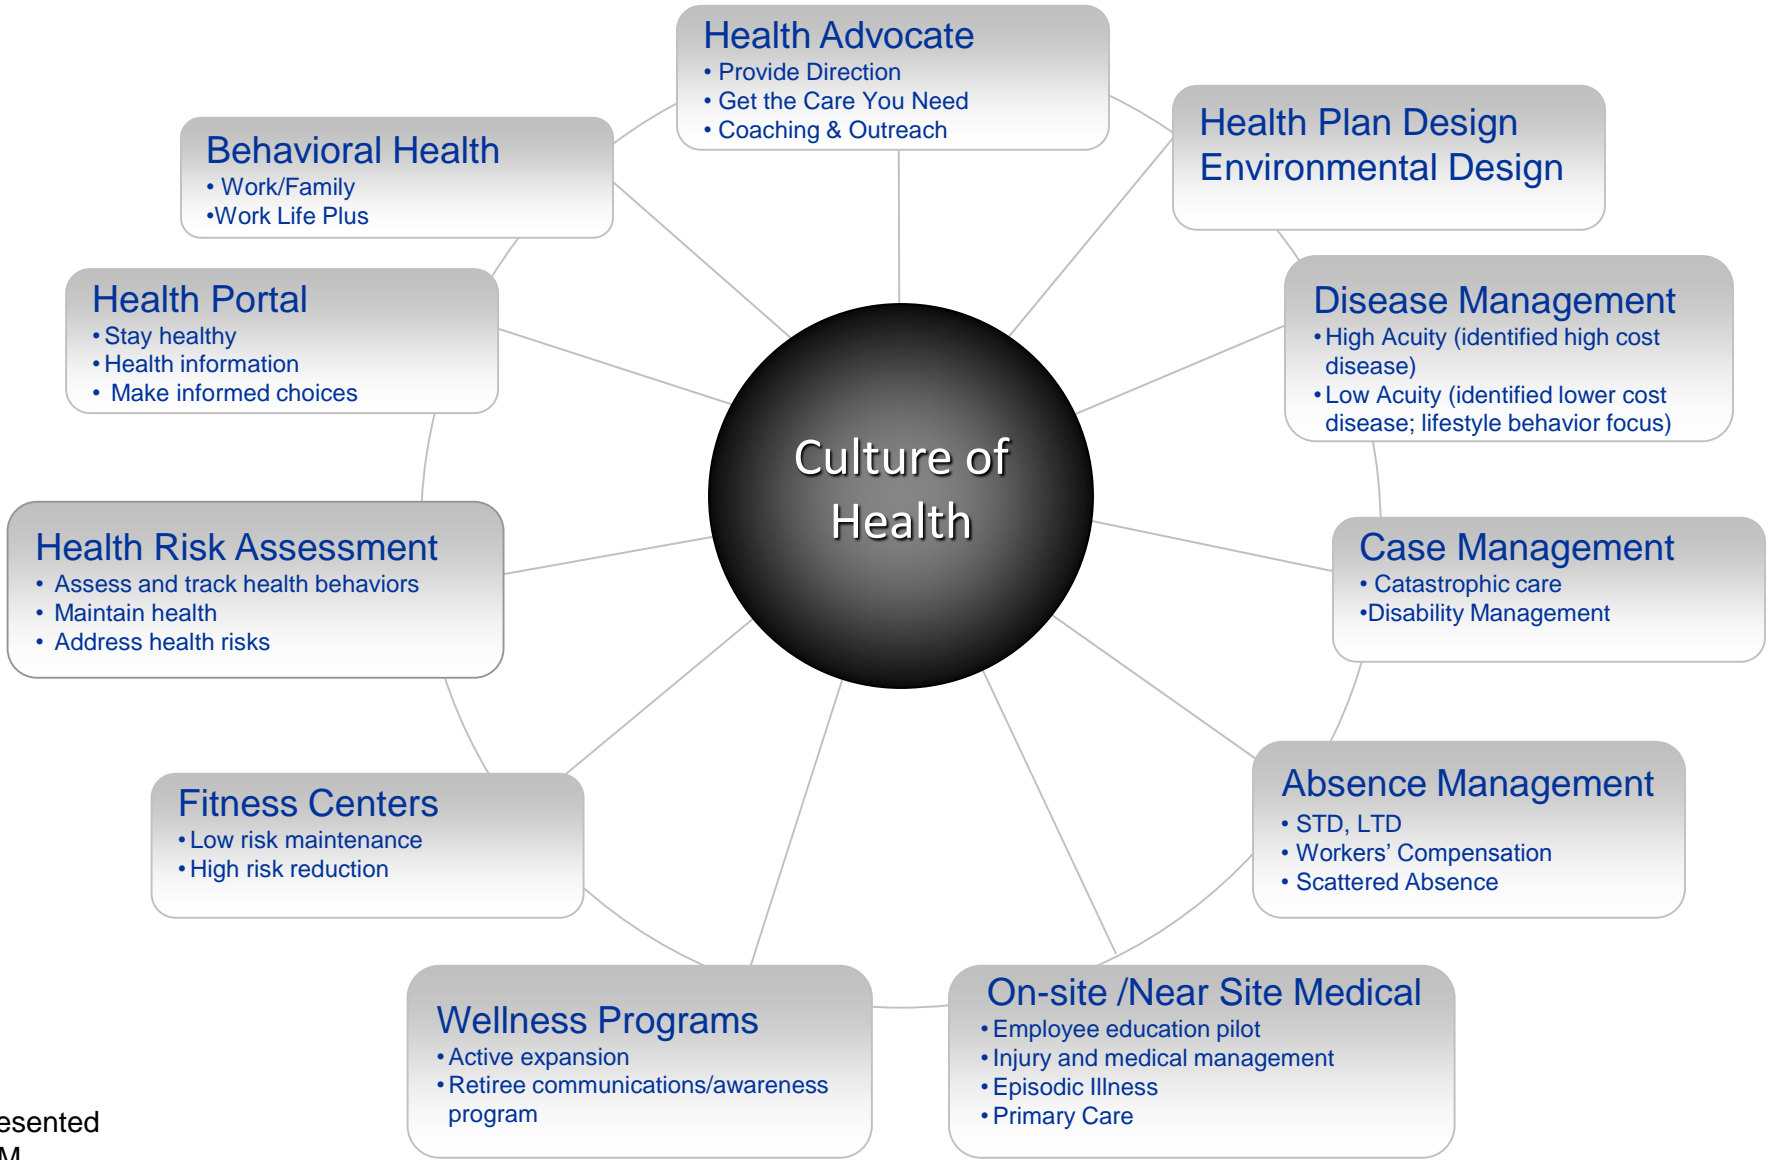 Health Advocate
• Provide Direction
• Get the Care You Need
• Coaching & Outreach
Health Plan Design
Environmental Design
Behavioral Health
• Work/Family
•Work Life Plus
Health Portal
• Stay healthy
• Health information
• Make informed choices
Disease Management
• High Acuity (identified high cost
disease)
• Low Acuity (identified lower cost
disease; lifestyle behavior focus)
Culture of
Health
Health Risk Assessment
• Assess and track health behaviors
• Maintain health
• Address health risks
Case Management
• Catastrophic care
•Disability Management
Fitness Centers
• Low risk maintenance
• High risk reduction
Absence Management
• STD, LTD
• Workers’ Compensation
• Scattered Absence
Wellness Programs
• Active expansion
• Retiree communications/awareness
program
On-site /Near Site Medical
• Employee education pilot
• Injury and medical management
• Episodic Illness
• Primary Care
esented